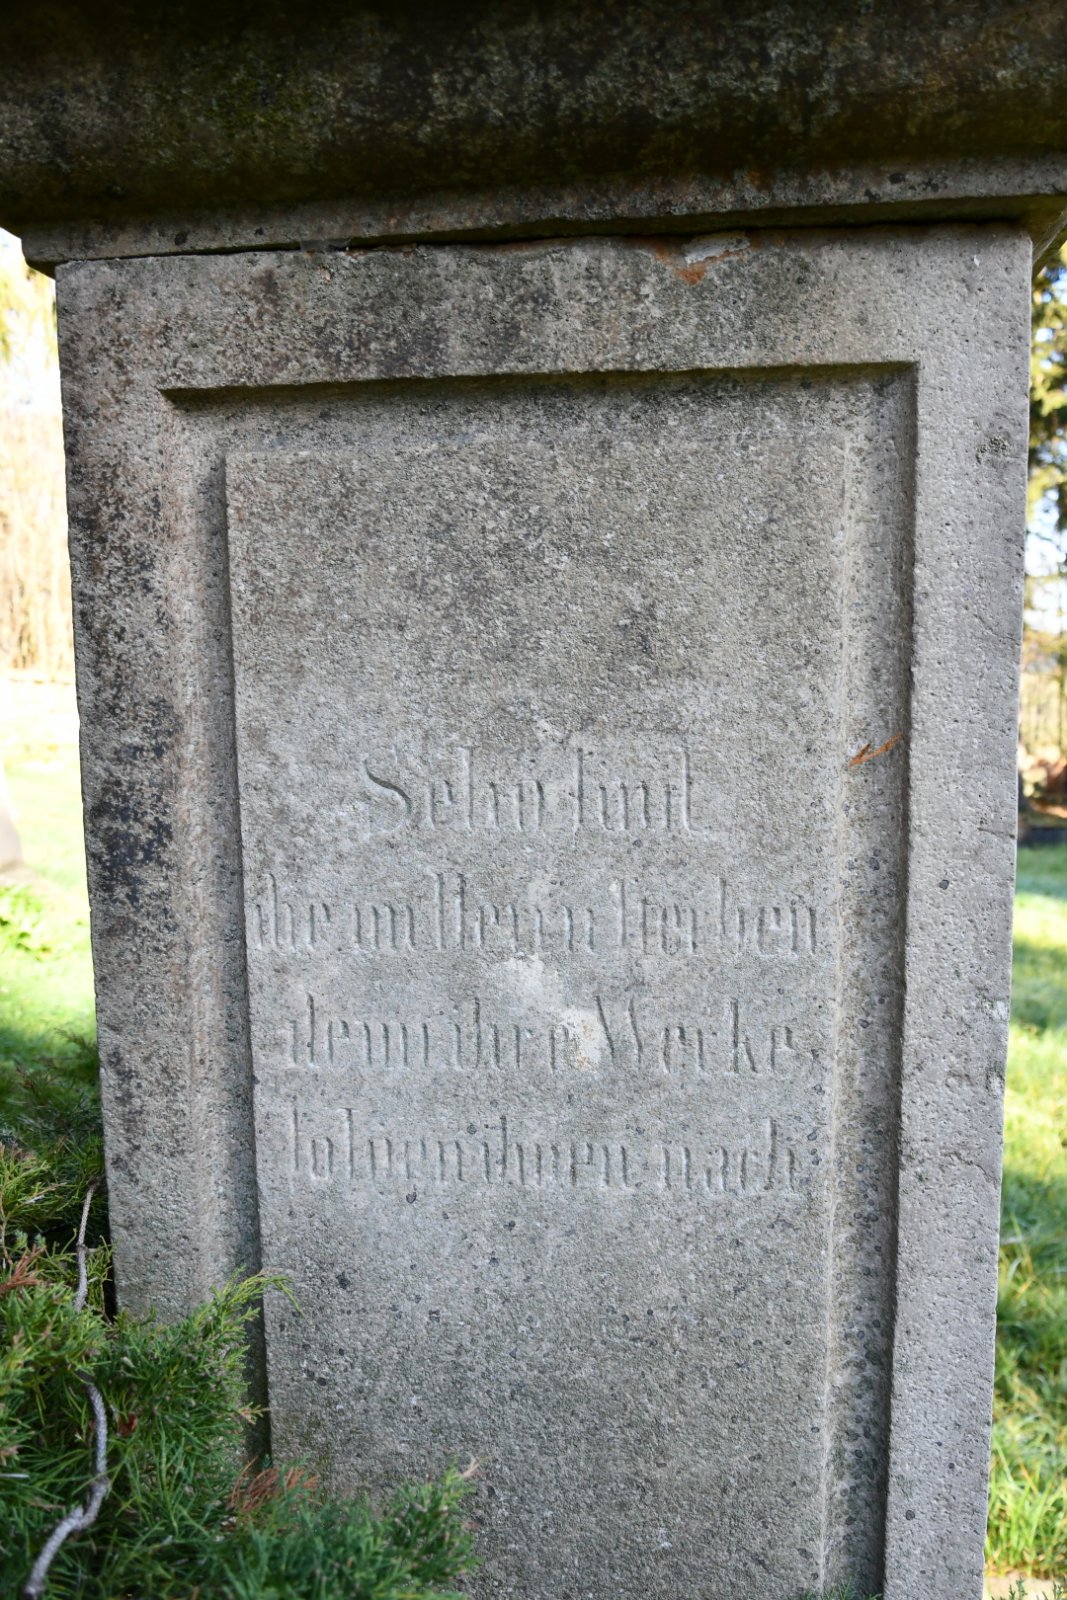 Selig sind
die im Herrn sterben
denn ihre Werke
folgen ihnen nach